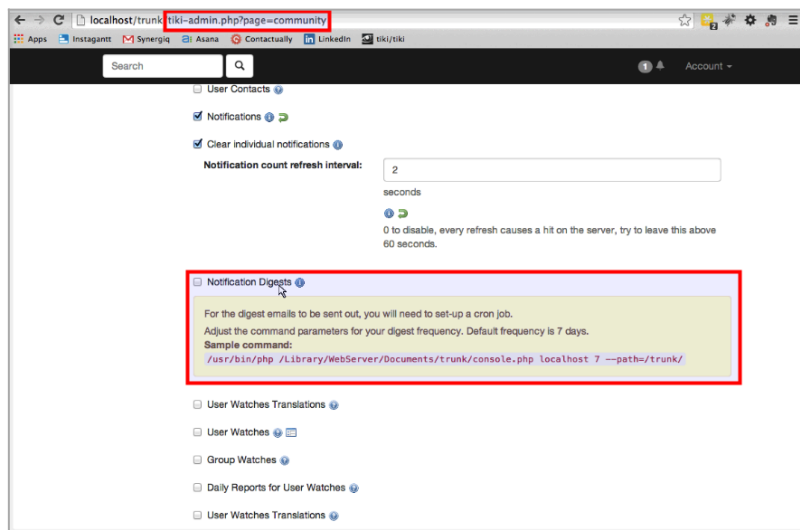 localhost/trunk/tiki-admin.php?page=community
2
Apps Instagantt Synergiq Asana Contactually LinkedIn tiki/tiki
Search
1
Account
User Contacts
Notifications
Clear individual notifications
Notification count refresh interval:
2
seconds
0 to disable, every refresh causes a hit on the server, try to leave this above
60 seconds.
Notification Digests
For the digest emails to be sent out, you will need to set-up a cron job.
Adjust the command parameters for your digest frequency. Default frequency is 7 days.
Sample command:
/usr/bin/php /Library/WebServer/Documents/trunk/console.php localhost 7 --path=/trunk/
User Watches Translations
User Watches
Group Watches
Daily Reports for User Watches
User Watches Translations